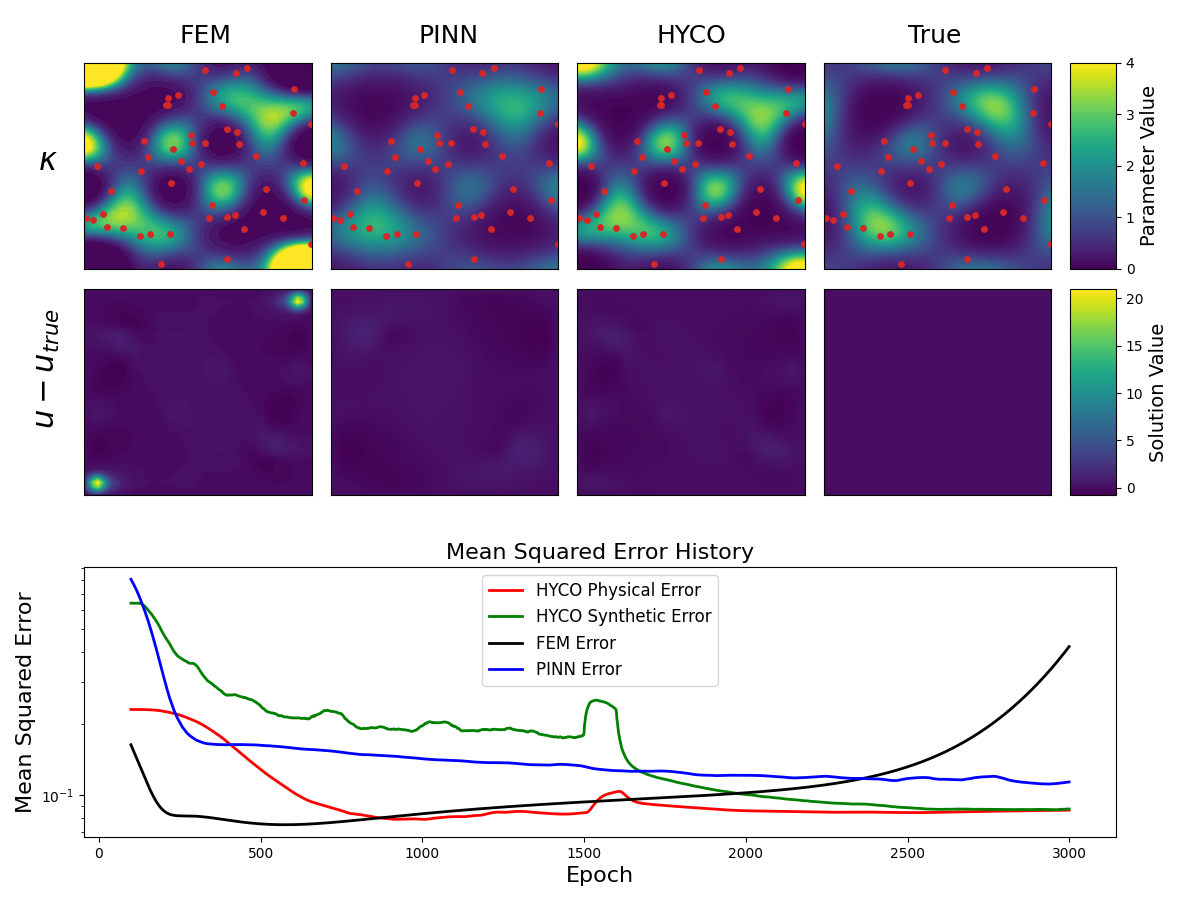 FEM PINN HYCO True
κ
4
3
2
1
0
Parameter Value
u − u_{true}
20
15
10
5
0
Solution Value
Mean Squared Error History
Mean Squared Error
10^{-1}
HYCO Physical Error
HYCO Synthetic Error
FEM Error
PINN Error
0 500 1000 1500 2000 2500 3000
Epoch